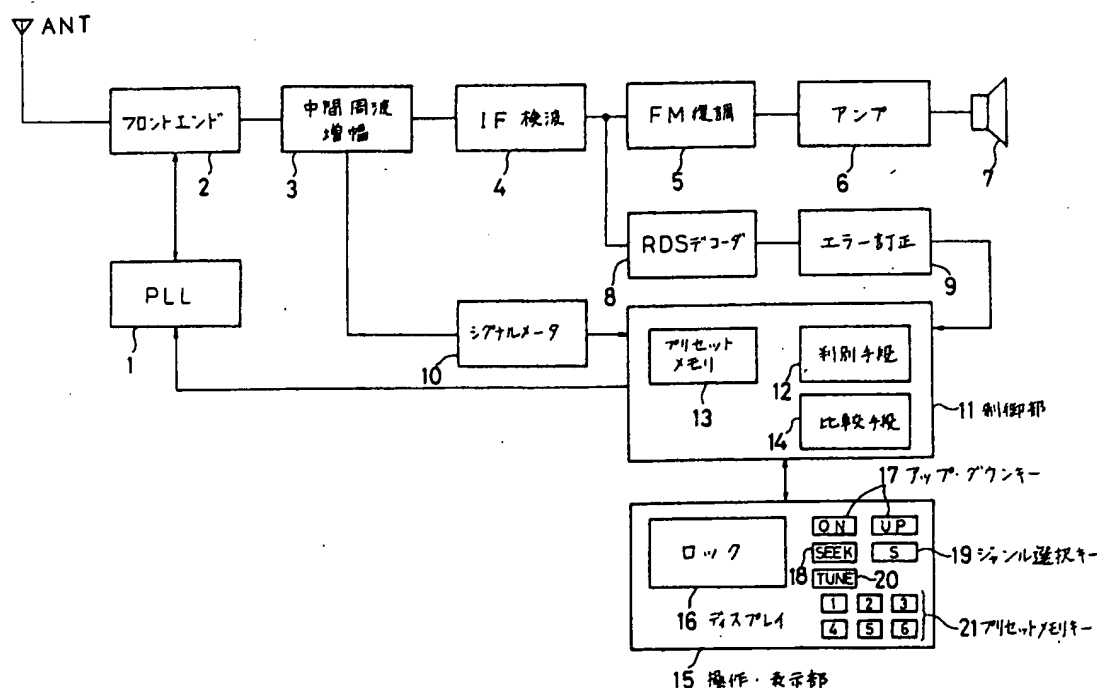 ANT
フロントエンド
2
中間周波
増幅
3
IF 検波
4
FM復調
5
アンプ
6
7
RDSデコーダ
8
エラー訂正
9
PLL
1
シグナルメータ
10
プリセット
メモリ
13
判別手段
12
比較手段
14
11 制御部
17 アップ・ダウンキー
ロック
16 ディスプレイ
ON
UP
SEEK
18
S
19 ジャンル選択キー
TUNE
20
1
2
3
4
5
6
21 プリセットメモリキー
15 操作・表示部